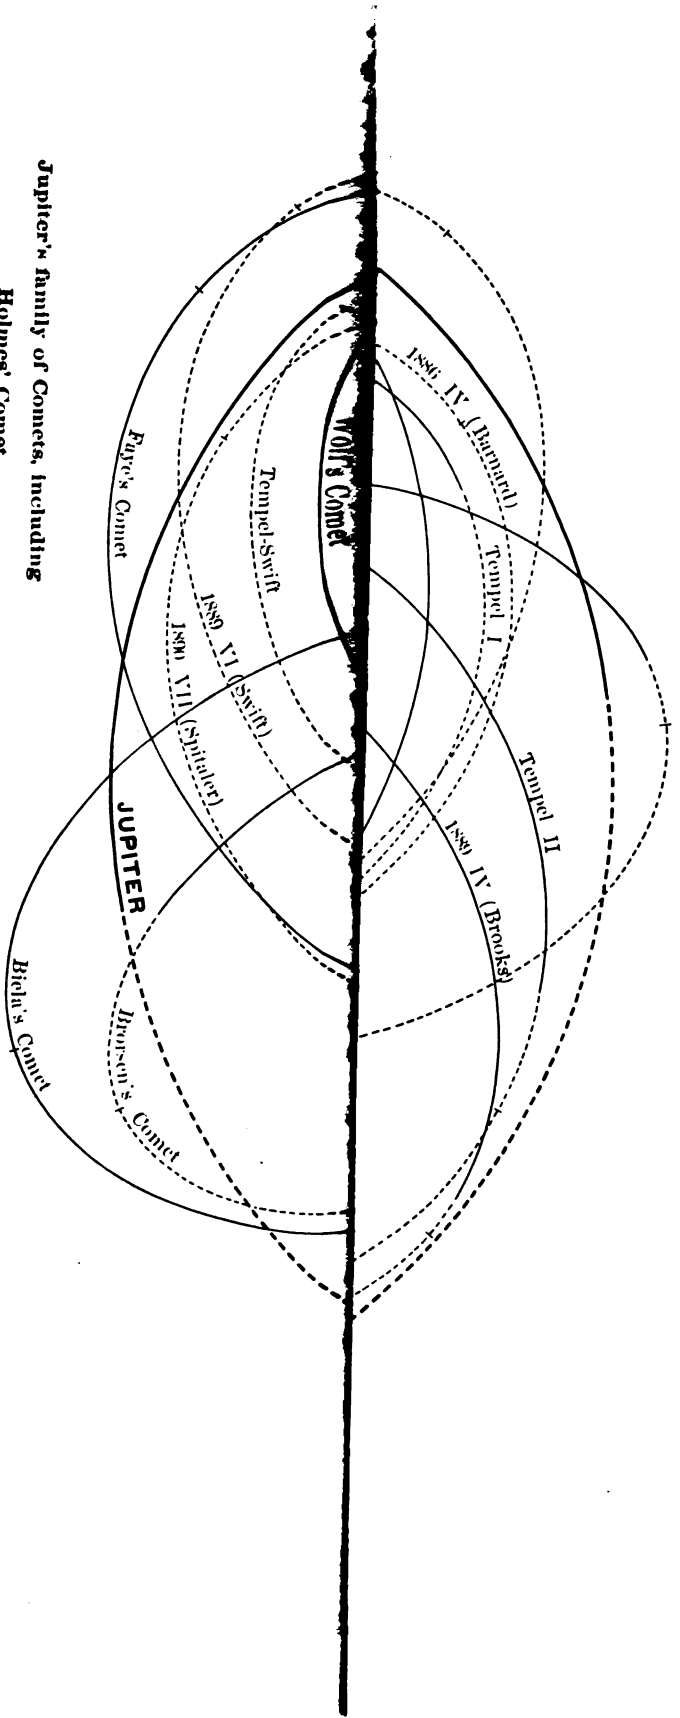 Jupiter's family of Comets, including
Holmes' Comet
1886 IV (Barnard)
Tempel I
Tempel II
1889 IV (Brooks)
Wolf's Comet
Tempel-Swift
1889 VI (Swift)
1890 VII (Spitaler)
Faye's Comet
JUPITER
Brorsen's Comet
Biela's Comet